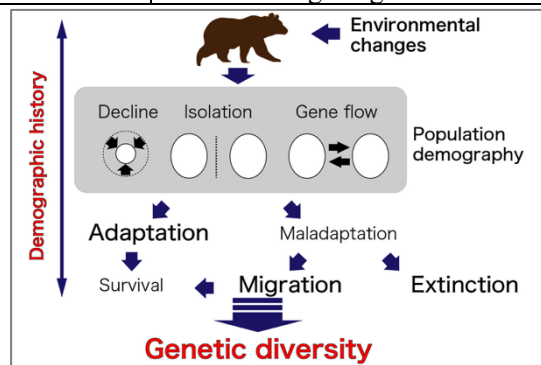 Environmental
changes
Demographic history
Decline
Isolation
Gene flow
Population
demography
Adaptation
Maladaptation
Survival
Migration
Extinction
Genetic diversity